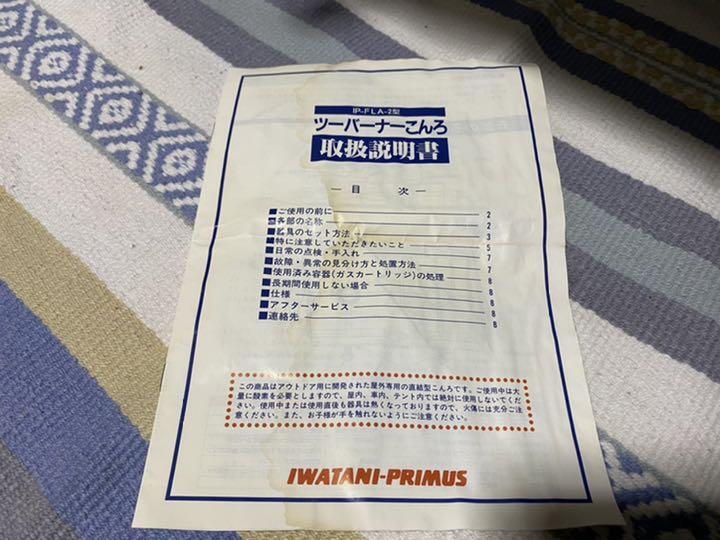 IP-FLA-2型
ツーバーナーこんろ
取扱説明書
―目 次―
■ご使用の前に 2
■各部の名称 2
■器具のセット方法 3
■特に注意していただきたいこと 5
■日常の点検・手入れ 7
■故障・異常の見分け方と処置方法 7
■使用済み容器(ガスカートリッジ)の処理 8
■長期間使用しない場合 8
■仕様 8
■アフターサービス 8
■連絡先 8
この商品はアウトドア用に開発された屋外専用の直結型こんろです。ご使用中は大
量に酸素を必要としますので、屋内、車内、テント内では絶対に使用しないでくだ
さい。使用中または使用直後も器具は熱くなっておりますので、火傷には充分ご注
意ください。また、お子様が手を触れないようにご注意ください。
IWATANI-PRIMUS